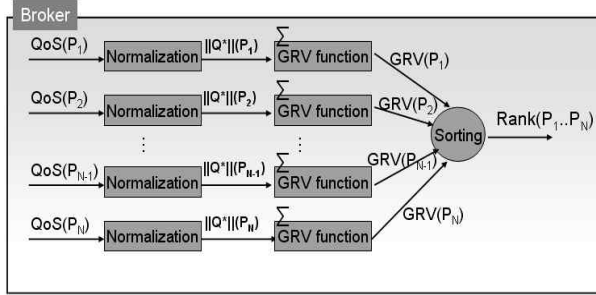 Broker
QoS(P1) Normalization ||Q*||(P1) ∑ GRV function GRV(P1)
QoS(P2) Normalization ||Q*||(P2) ∑ GRV function GRV(P2)
Sorting Rank(P1..PN)
⋮ ⋮
QoS(PN-1) Normalization ||Q*||(PN-1) ∑ GRV function GRV(PN-1)
QoS(PN) Normalization ||Q*||(PN) ∑ GRV function GRV(PN)